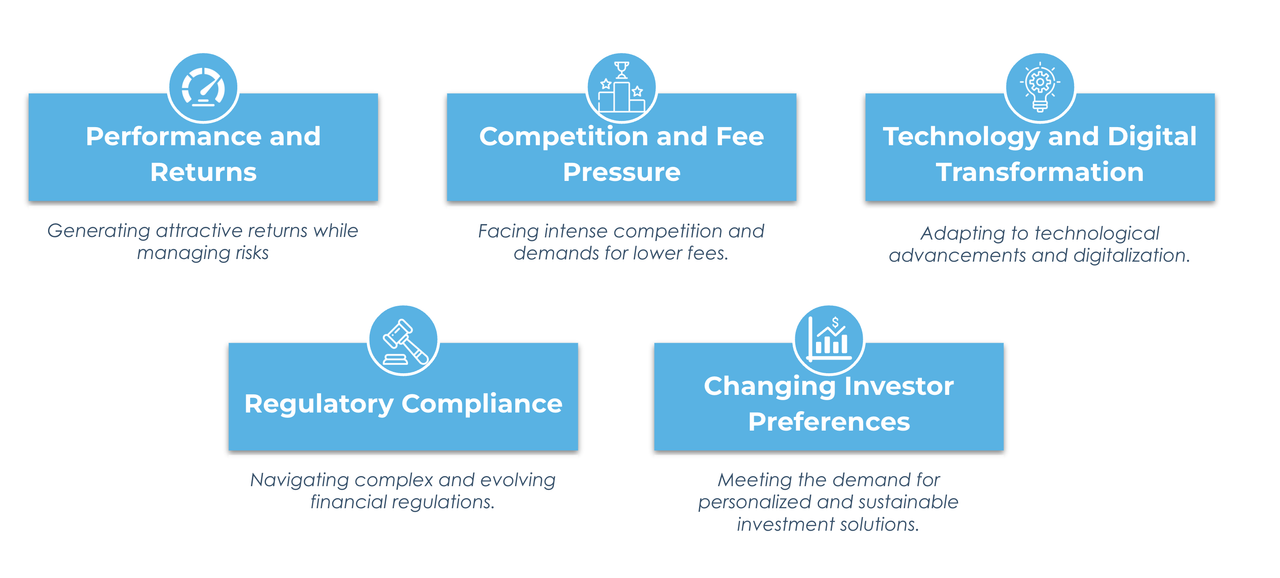 Performance and
Returns
Generating attractive returns while
managing risks
Competition and Fee
Pressure
Facing intense competition and
demands for lower fees.
Technology and Digital
Transformation
Adapting to technological
advancements and digitalization.
Regulatory Compliance
Navigating complex and evolving
financial regulations.
$
Changing Investor
Preferences
Meeting the demand for
personalized and sustainable
investment solutions.